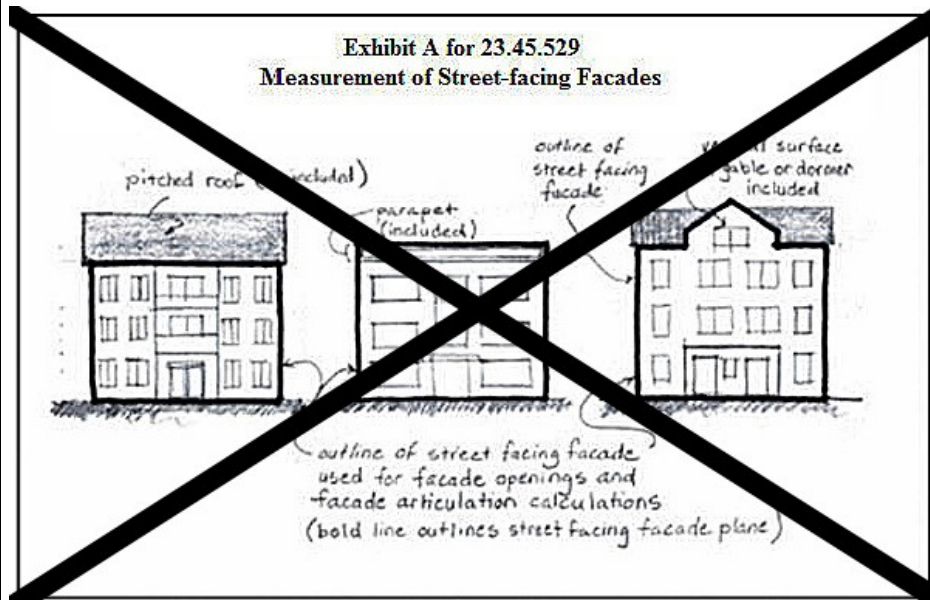 Exhibit A for 23.45.529
Measurement of Street-facing Facades
pitched roof included)
parapet
(included)
outline of
street facing
facade
surface
gable or dormer
included
outline of street facing facade
used for facade openings and
facade articulation calculations
(bold line outlines street facing facade plane)